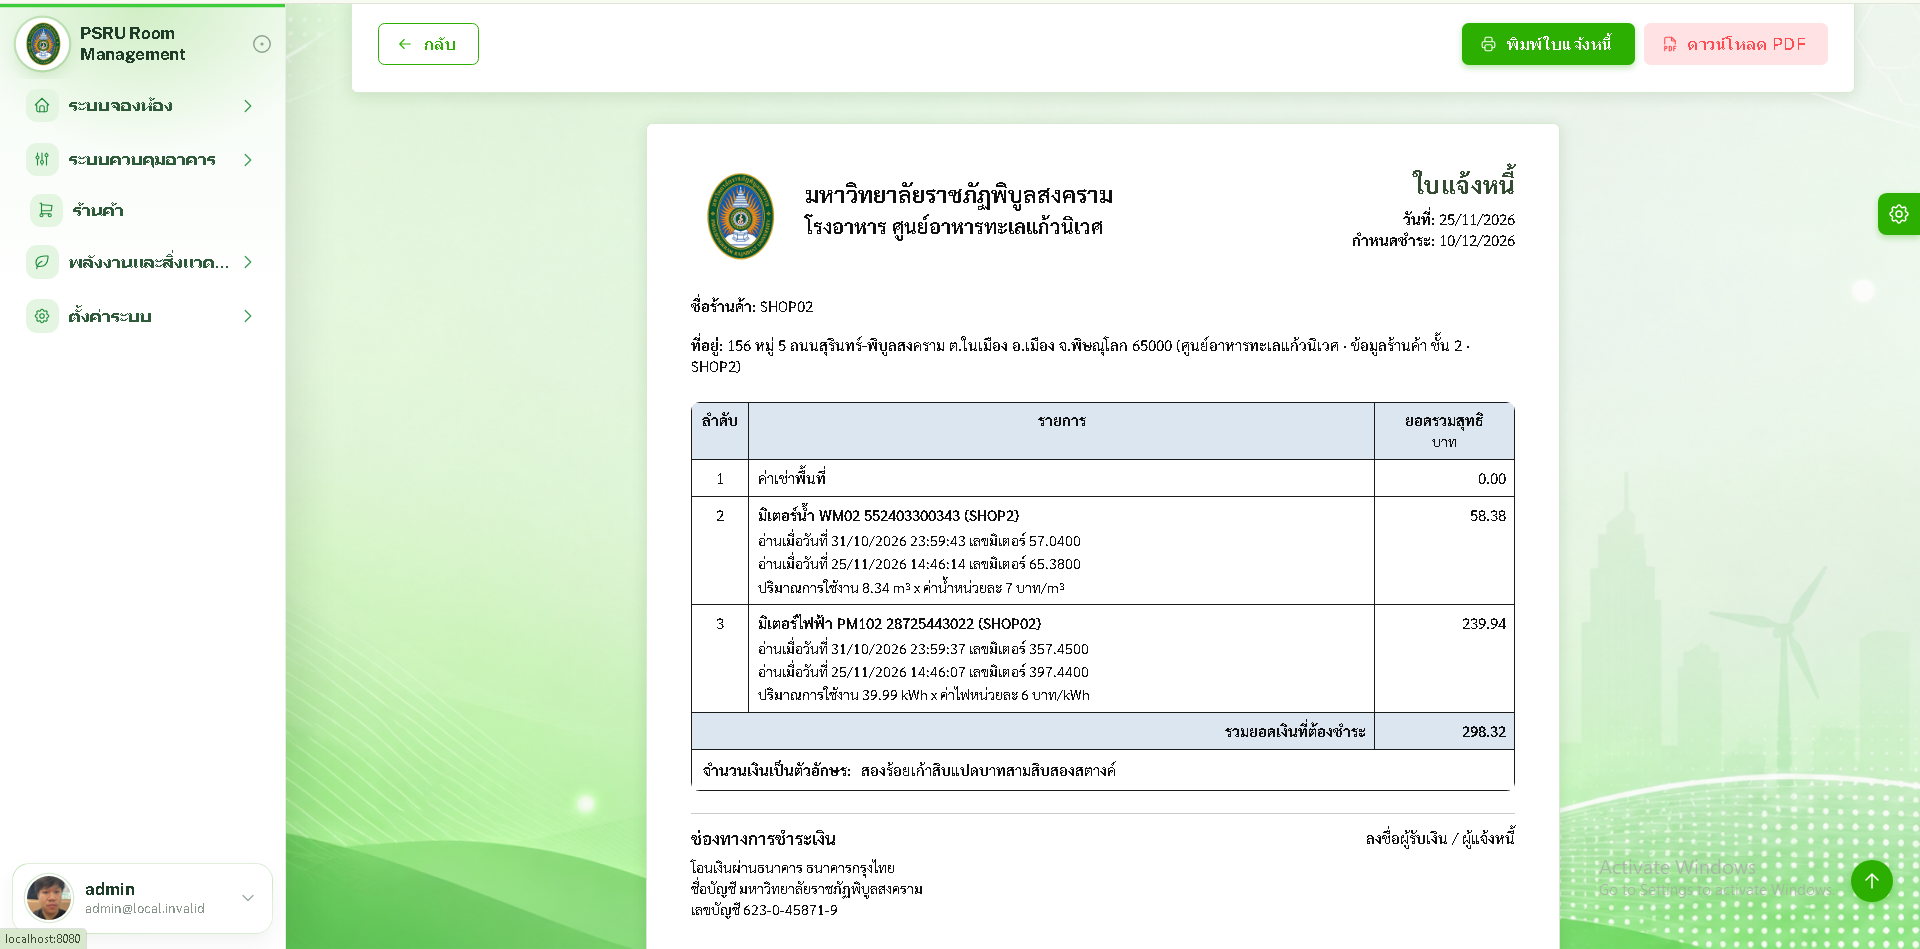 PSRU Room
Management
ระบบจองห้อง
ระบบควบคุมอาคาร
ร้านค้า
พลังงานและสิ่งแวด...
ตั้งค่าระบบ
admin
admin@local.invalid
localhost:8080
กลับ
พิมพ์ใบแจ้งหนี้
ดาวน์โหลด PDF
มหาวิทยาลัยราชภัฏพิบูลสงคราม
โรงอาหาร ศูนย์อาหารทะเลแก้วนิเวศ
ใบแจ้งหนี้
วันที่: 25/11/2026
กำหนดชำระ: 10/12/2026
ชื่อร้านค้า: SHOP02
ที่อยู่: 156 หมู่ 5 ถนนสุรินทร์-พิบูลสงคราม ต.ในเมือง อ.เมือง จ.พิษณุโลก 65000 (ศูนย์อาหารทะเลแก้วนิเวศ · ข้อมูลร้านค้า ชั้น 2 ·
SHOP2)
ลำดับ รายการ ยอดรวมสุทธิ
บาท
1 ค่าเช่าพื้นที่ 0.00
2 มิเตอร์น้ำ WM02 552403300343 (SHOP2) 58.38
อ่านเมื่อวันที่ 31/10/2026 23:59:43 เลขมิเตอร์ 57.0400
อ่านเมื่อวันที่ 25/11/2026 14:46:14 เลขมิเตอร์ 65.3800
ปริมาณการใช้งาน 8.34 m³ x ค่าน้ำหน่วยละ 7 บาท/m³
3 มิเตอร์ไฟฟ้า PM102 28725443022 (SHOP02) 239.94
อ่านเมื่อวันที่ 31/10/2026 23:59:37 เลขมิเตอร์ 357.4500
อ่านเมื่อวันที่ 25/11/2026 14:46:07 เลขมิเตอร์ 397.4400
ปริมาณการใช้งาน 39.99 kWh x ค่าไฟหน่วยละ 6 บาท/kWh
รวมยอดเงินที่ต้องชำระ 298.32
จำนวนเงินเป็นตัวอักษร: สองร้อยเก้าสิบแปดบาทสามสิบสองสตางค์
ช่องทางการชำระเงิน
โอนเงินผ่านธนาคาร ธนาคารกรุงไทย
ชื่อบัญชี มหาวิทยาลัยราชภัฏพิบูลสงคราม
เลขบัญชี 623-0-45871-9
ลงชื่อผู้รับเงิน / ผู้แจ้งหนี้
Activate Windows
Go to Settings to activate Windows.